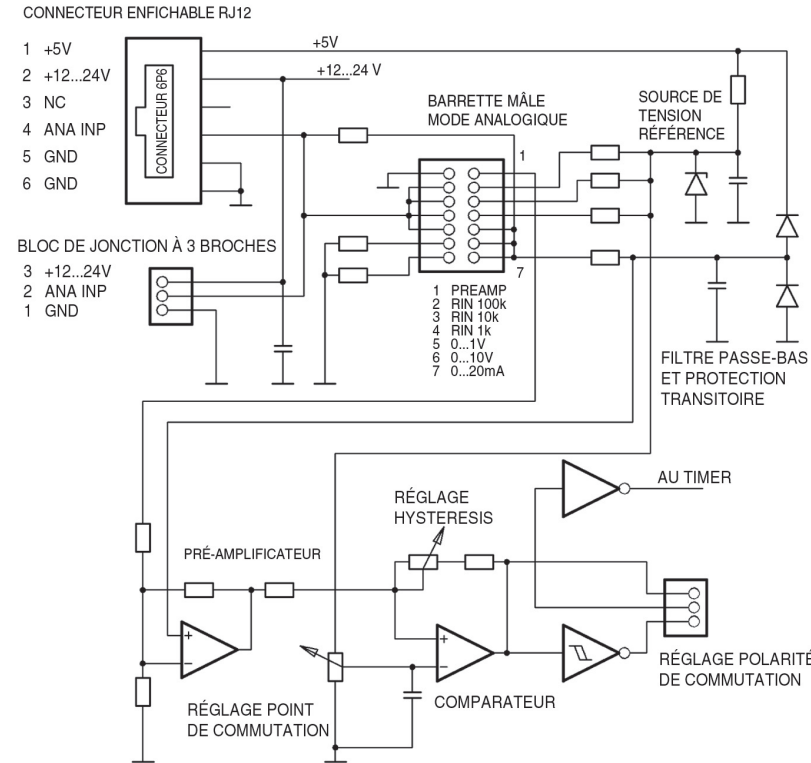 CONNECTEUR ENFICHABLE RJ12
1 +5V
2 +12...24V
3 NC
4 ANA INP
5 GND
6 GND
CONNECTEUR 6P6
+5V
+12...24 V
BARRETTE MÂLE
MODE ANALOGIQUE
1
7
SOURCE DE
TENSION
RÉFÉRENCE
BLOC DE JONCTION À 3 BROCHES
3 +12...24V
2 ANA INP
1 GND
1 PREAMP
2 RIN 100k
3 RIN 10k
4 RIN 1k
5 0...1V
6 0...10V
7 0...20mA
FILTRE PASSE-BAS
ET PROTECTION
TRANSITOIRE
AU TIMER
RÉGLAGE
HYSTERESIS
PRÉ-AMPLIFICATEUR
+
−
+
−
RÉGLAGE POINT
DE COMMUTATION
COMPARATEUR
RÉGLAGE POLARITÉ
DE COMMUTATION